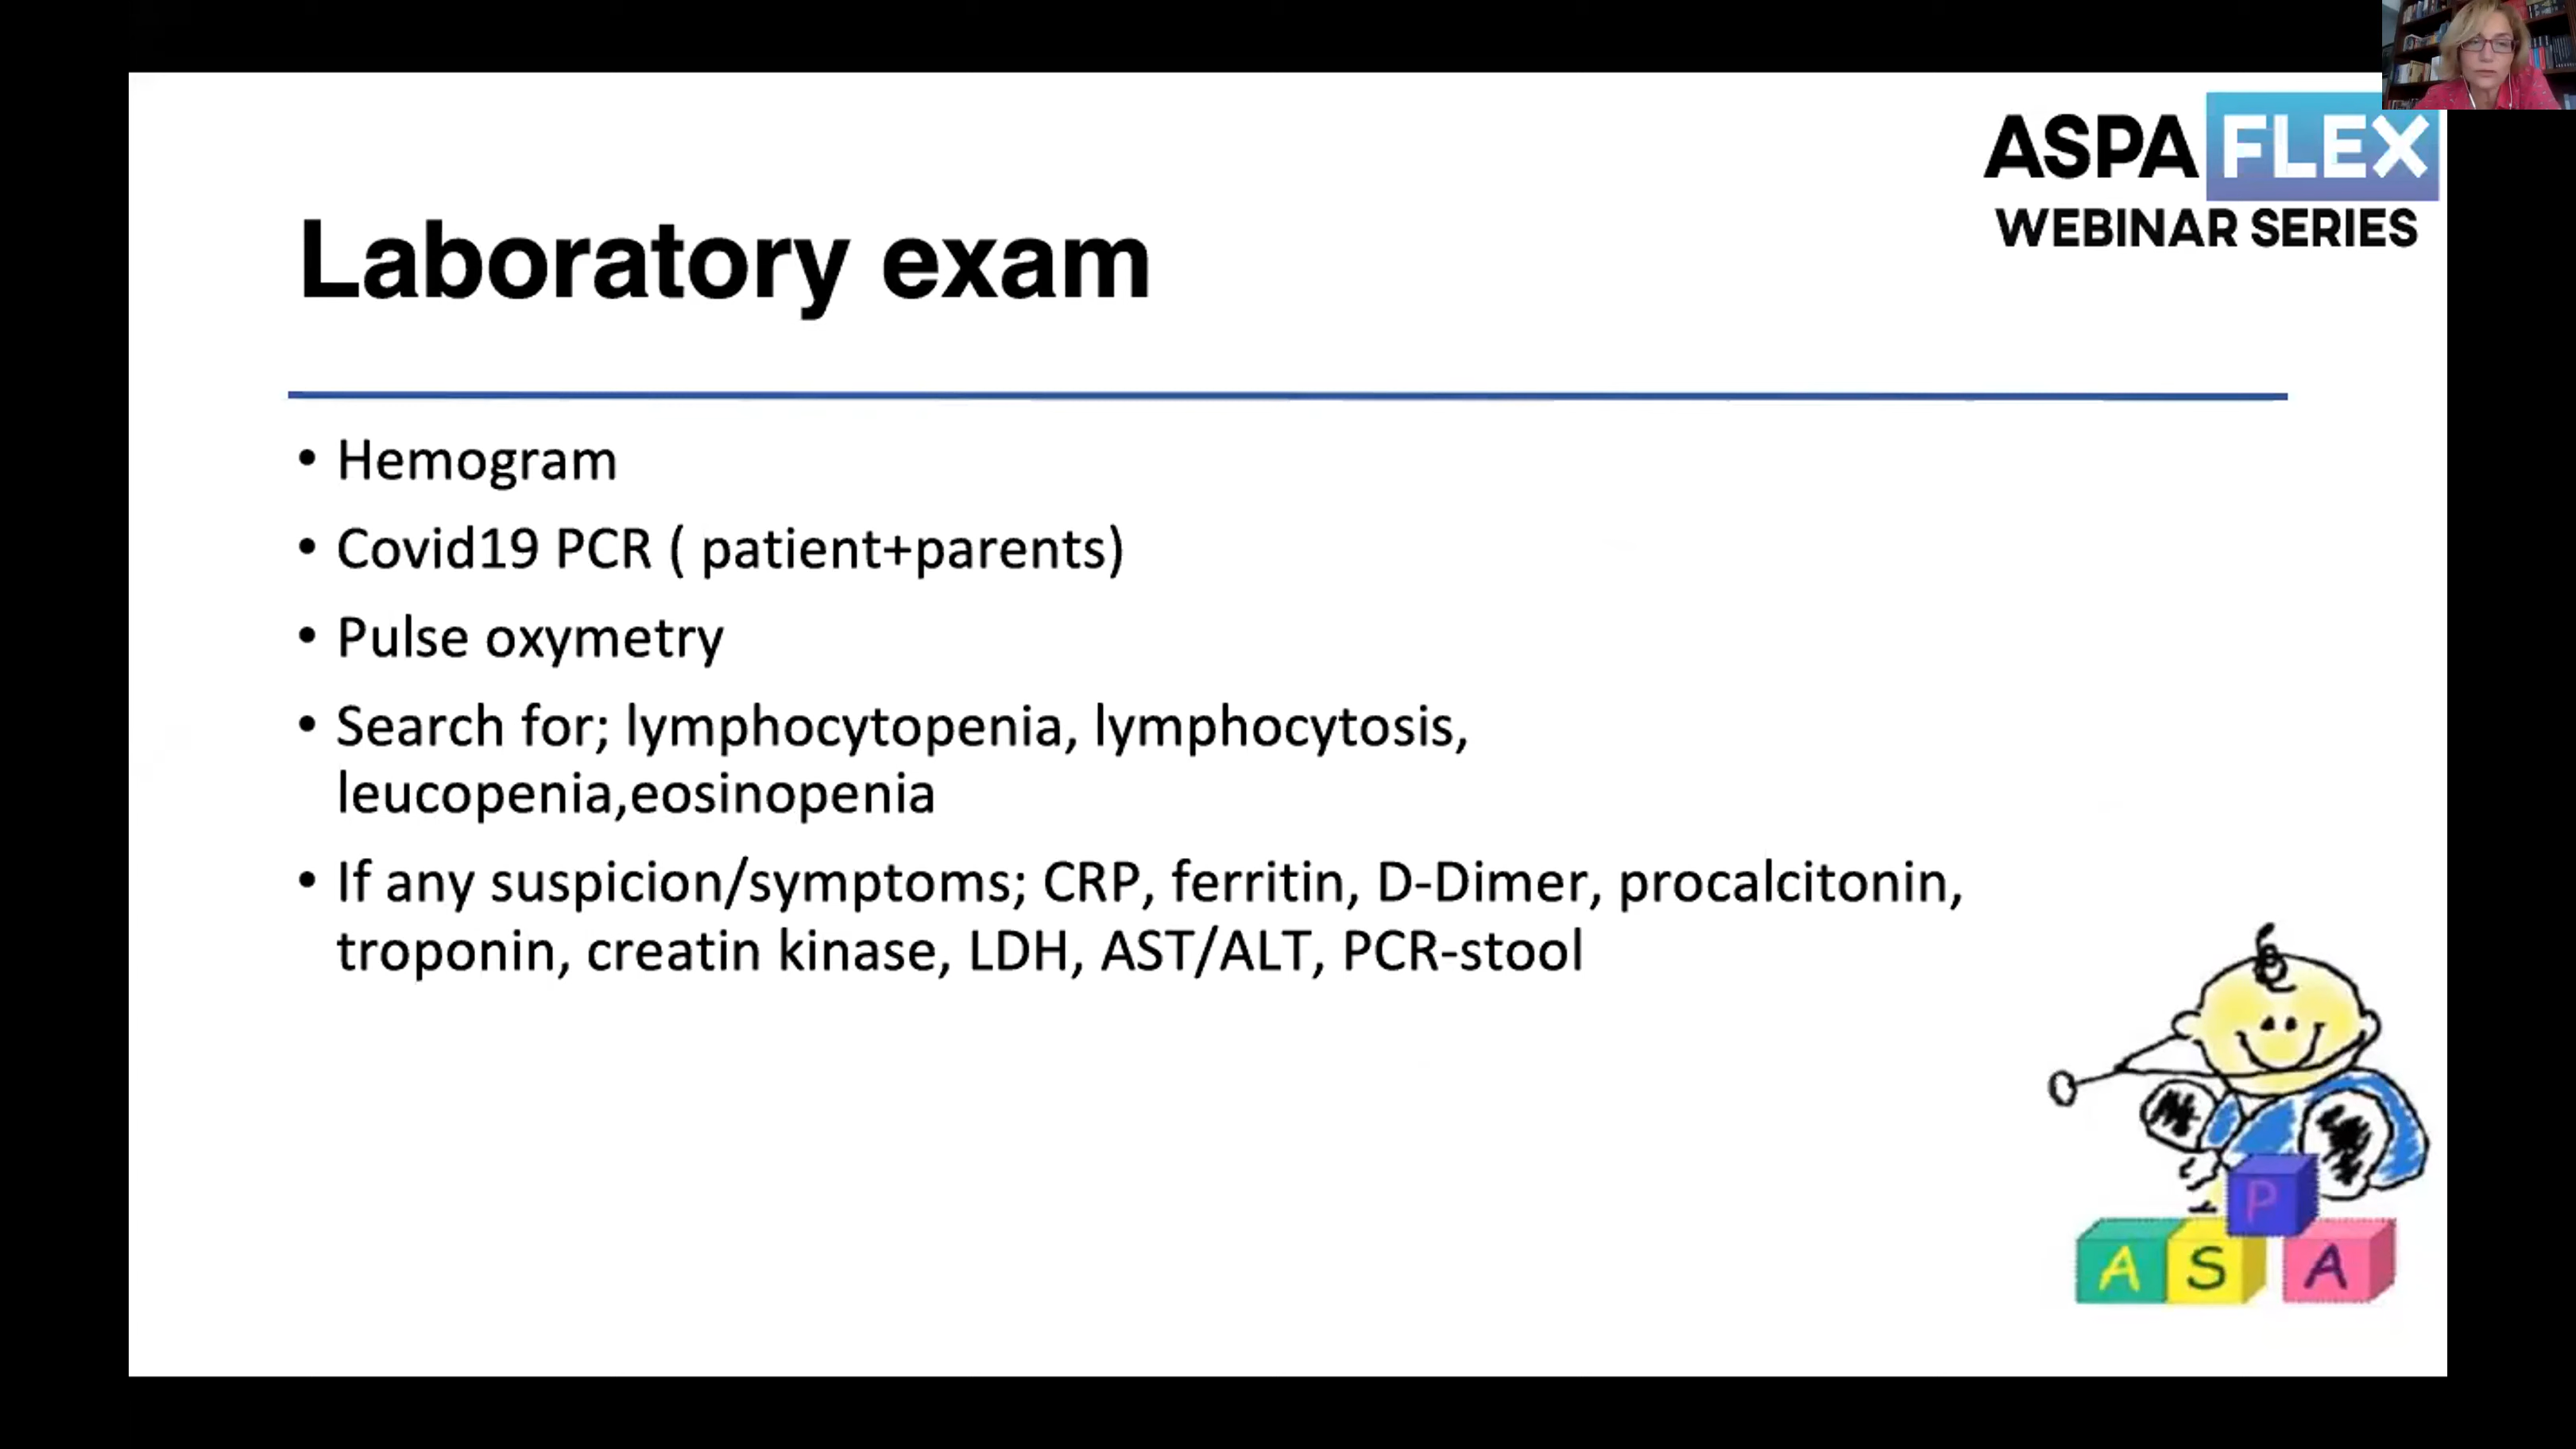 ASPA FLEX
WEBINAR SERIES
Laboratory exam
• Hemogram
• Covid19 PCR ( patient+parents)
• Pulse oxymetry
• Search for; lymphocytopenia, lymphocytosis,
leucopenia,eosinopenia
• If any suspicion/symptoms; CRP, ferritin, D-Dimer, procalcitonin,
troponin, creatin kinase, LDH, AST/ALT, PCR-stool
P
A S A